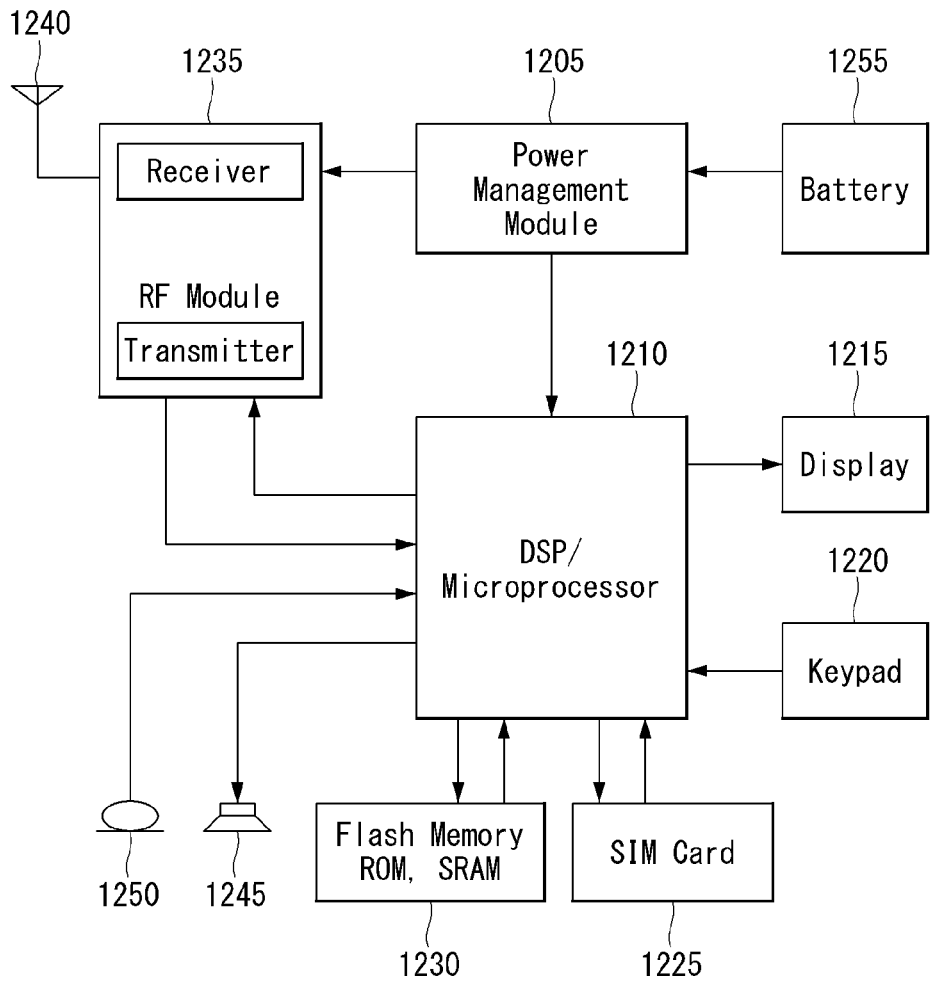 1240
1235
1205
1255
Receiver
RF Module
Transmitter
Power
Management
Module
Battery
1210
1215
DSP/
Microprocessor
Display
1220
Keypad
1250
1245
Flash Memory
ROM, SRAM
SIM Card
1230
1225